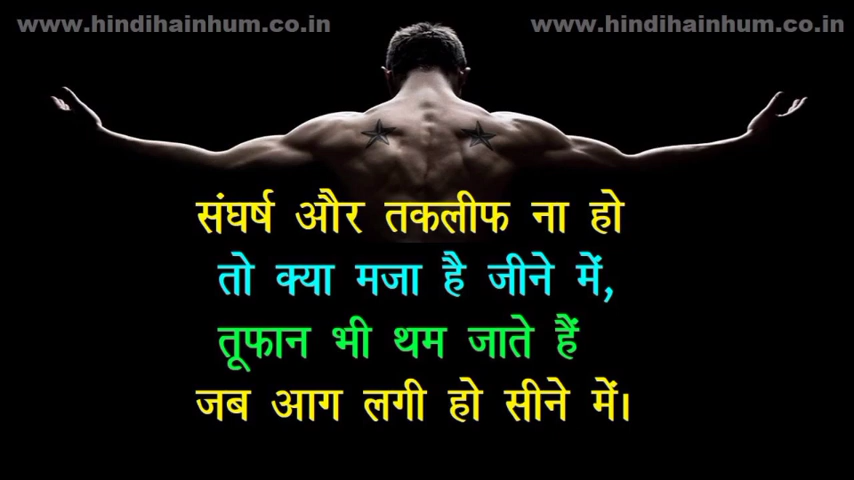 www.hindihainhum.co.in www.hindihainhum.co.in
संघर्ष और तकलीफ ना हो
तो क्या मजा है जीने में,
तूफान भी थम जाते हैं
जब आग लगी हो सीने में।